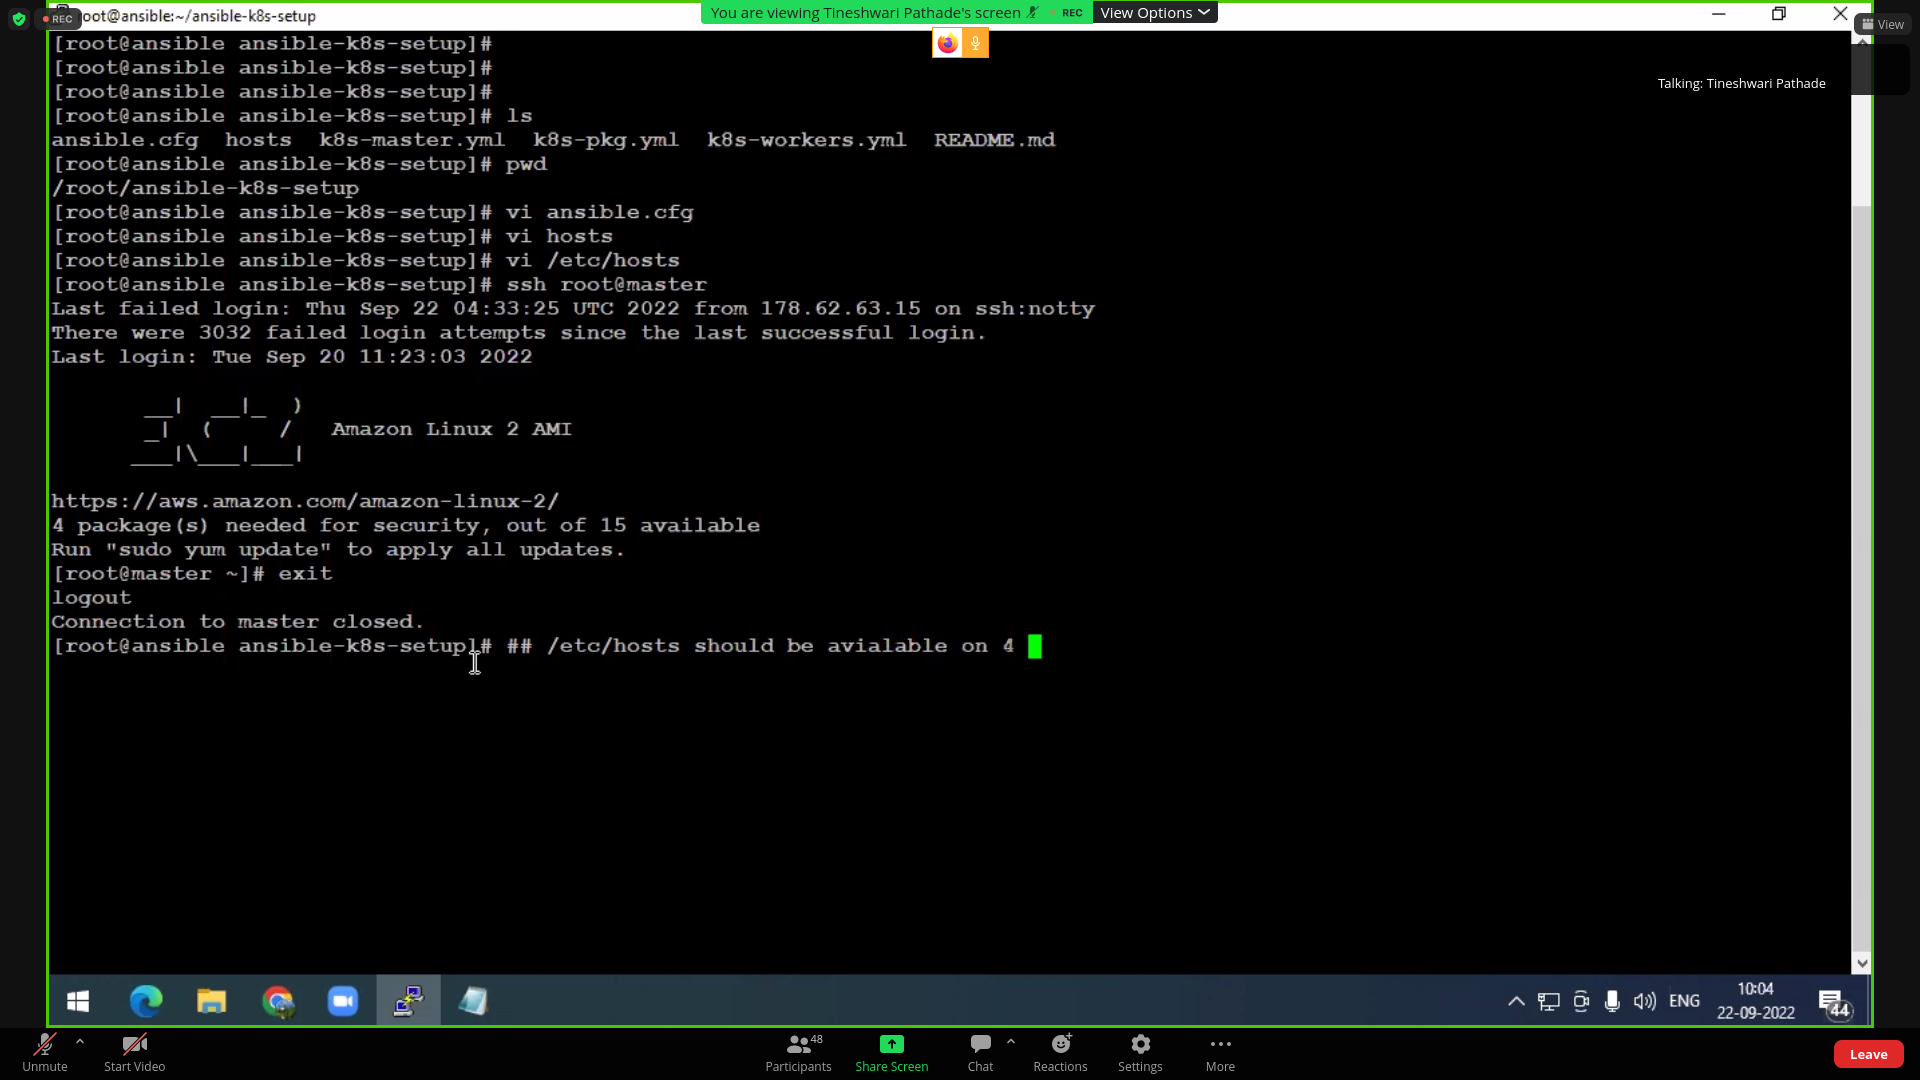 REC
root@ansible:~/ansible-k8s-setup
You are viewing Tineshwari Pathade's screen REC View Options
View
Talking: Tineshwari Pathade
[root@ansible ansible-k8s-setup]#
[root@ansible ansible-k8s-setup]#
[root@ansible ansible-k8s-setup]#
[root@ansible ansible-k8s-setup]# ls
ansible.cfg hosts k8s-master.yml k8s-pkg.yml k8s-workers.yml README.md
[root@ansible ansible-k8s-setup]# pwd
/root/ansible-k8s-setup
[root@ansible ansible-k8s-setup]# vi ansible.cfg
[root@ansible ansible-k8s-setup]# vi hosts
[root@ansible ansible-k8s-setup]# vi /etc/hosts
[root@ansible ansible-k8s-setup]# ssh root@master
Last failed login: Thu Sep 22 04:33:25 UTC 2022 from 178.62.63.15 on ssh:notty
There were 3032 failed login attempts since the last successful login.
Last login: Tue Sep 20 11:23:03 2022
__| __|_ )
_| ( / Amazon Linux 2 AMI
___|\___|___|
https://aws.amazon.com/amazon-linux-2/
4 package(s) needed for security, out of 15 available
Run "sudo yum update" to apply all updates.
[root@master ~]# exit
logout
Connection to master closed.
[root@ansible ansible-k8s-setup]# ## /etc/hosts should be avialable on 4
ENG
10:04
22-09-2022
44
Unmute
Start Video
Participants 48
Share Screen
Chat
Reactions
Settings
More
Leave